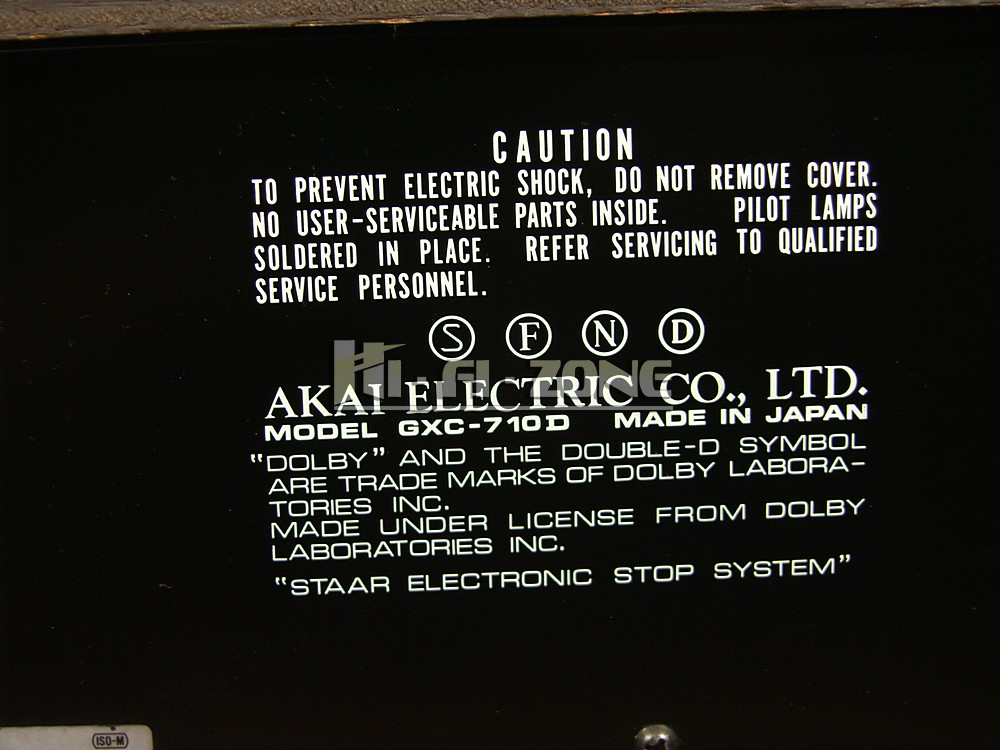 CAUTION
TO PREVENT ELECTRIC SHOCK, DO NOT REMOVE COVER.
NO USER-SERVICEABLE PARTS INSIDE. PILOT LAMPS
SOLDERED IN PLACE. REFER SERVICING TO QUALIFIED
SERVICE PERSONNEL.
S F N D
HI-FI-ZONE
AKAI ELECTRIC CO., LTD.
MODEL GXC-710D MADE IN JAPAN
"DOLBY" AND THE DOUBLE-D SYMBOL
ARE TRADE MARKS OF DOLBY LABORA-
TORIES INC.
MADE UNDER LICENSE FROM DOLBY
LABORATORIES INC.
"STAAR ELECTRONIC STOP SYSTEM"
ISO-M